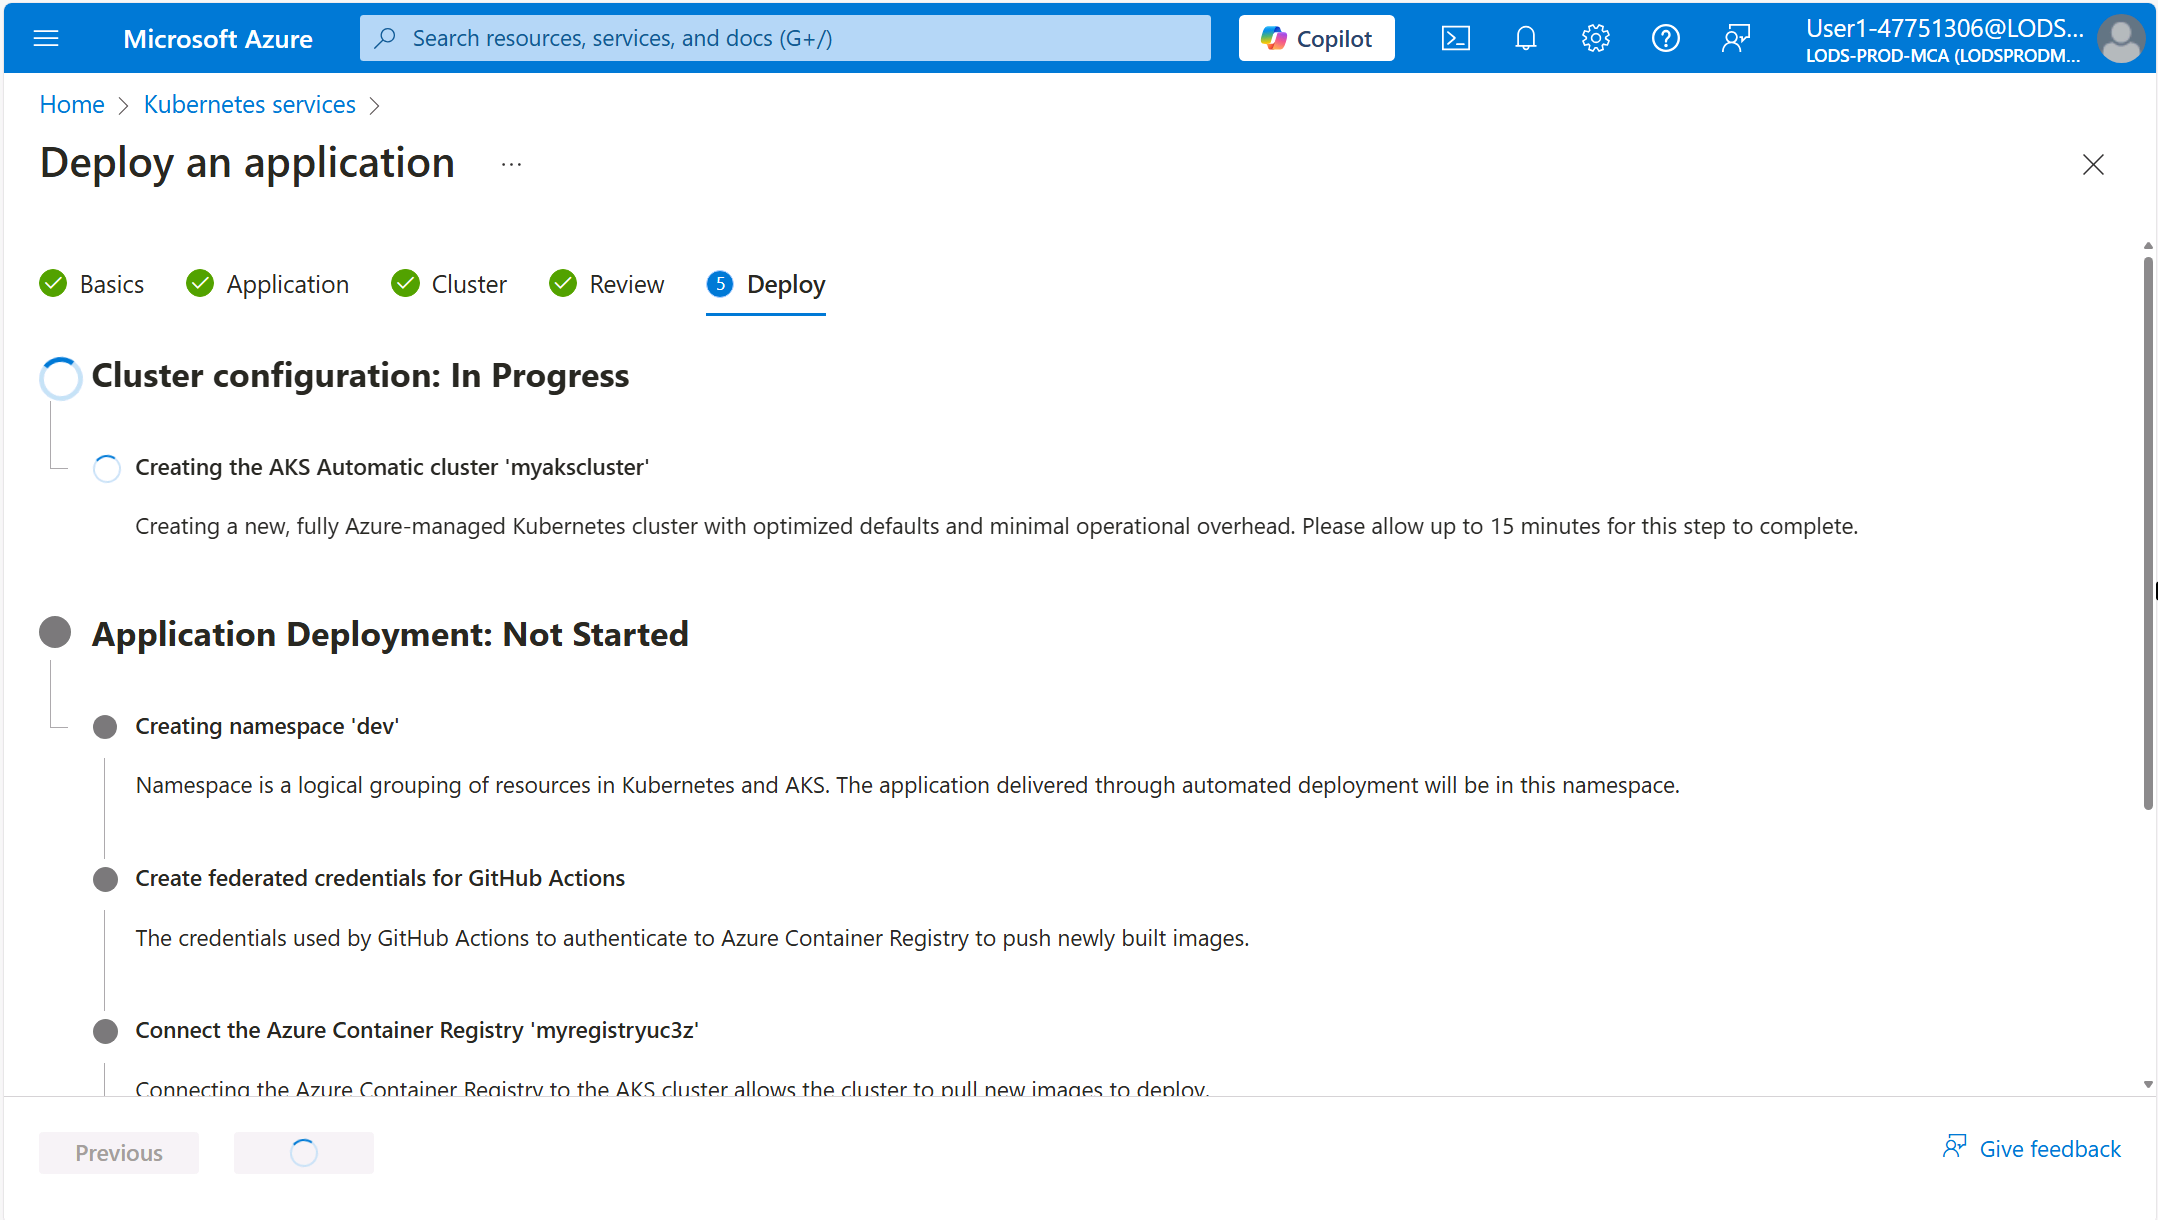 Microsoft Azure
Search resources, services, and docs (G+/)
Copilot
User1-47751306@LODS...
LODS-PROD-MCA (LODSPRODM...
Home
Kubernetes services
Deploy an application
...
Basics
Application
Cluster
Review
5
Deploy
Cluster configuration: In Progress
Creating the AKS Automatic cluster 'myakscluster'
Creating a new, fully Azure-managed Kubernetes cluster with optimized defaults and minimal operational overhead. Please allow up to 15 minutes for this step to complete.
Application Deployment: Not Started
Creating namespace 'dev'
Namespace is a logical grouping of resources in Kubernetes and AKS. The application delivered through automated deployment will be in this namespace.
Create federated credentials for GitHub Actions
The credentials used by GitHub Actions to authenticate to Azure Container Registry to push newly built images.
Connect the Azure Container Registry 'myregistryuc3z'
Connecting the Azure Container Registry to the AKS cluster allows the cluster to pull new images to deploy.
Previous
Give feedback